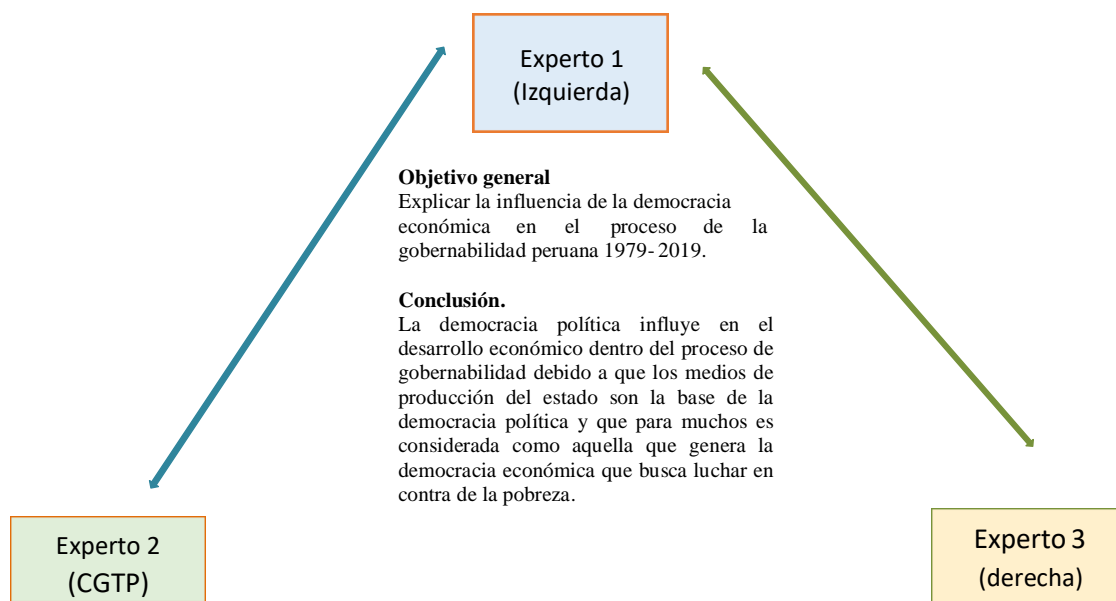 Experto 1
(Izquierda)
Objetivo general
Explicar la influencia de la democracia
económica en el proceso de la
gobernabilidad peruana 1979- 2019.
Conclusión.
La democracia política influye en el
desarrollo económico dentro del proceso de
gobernabilidad debido a que los medios de
producción del estado son la base de la
democracia política y que para muchos es
considerada como aquella que genera la
democracia económica que busca luchar en
contra de la pobreza.
Experto 2
(CGTP)
Experto 3
(derecha)